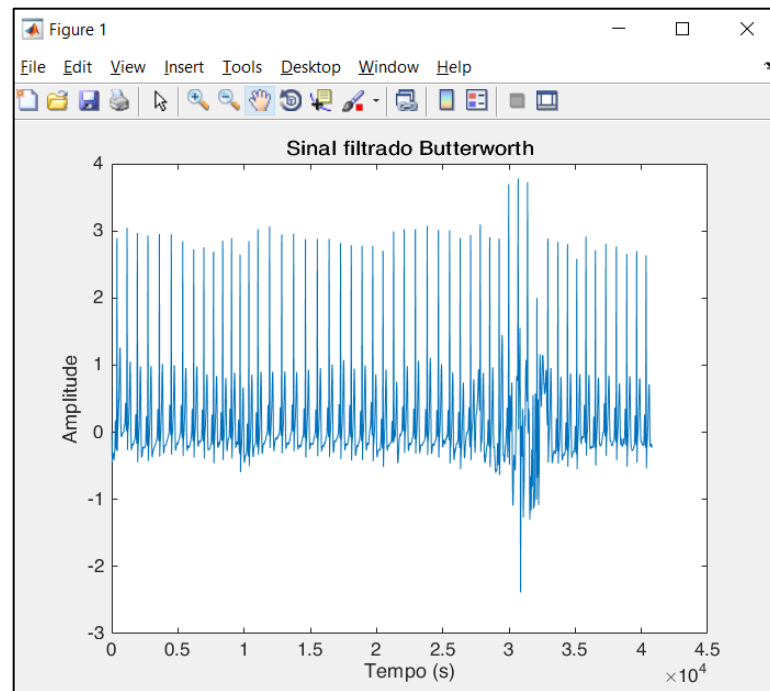 Figure 1
File Edit View Insert Tools Desktop Window Help
Sinal filtrado Butterworth
4
3
2
1
0
-1
-2
-3
Amplitude
0 0.5 1 1.5 2 2.5 3 3.5 4 4.5
Tempo (s)
×10⁴